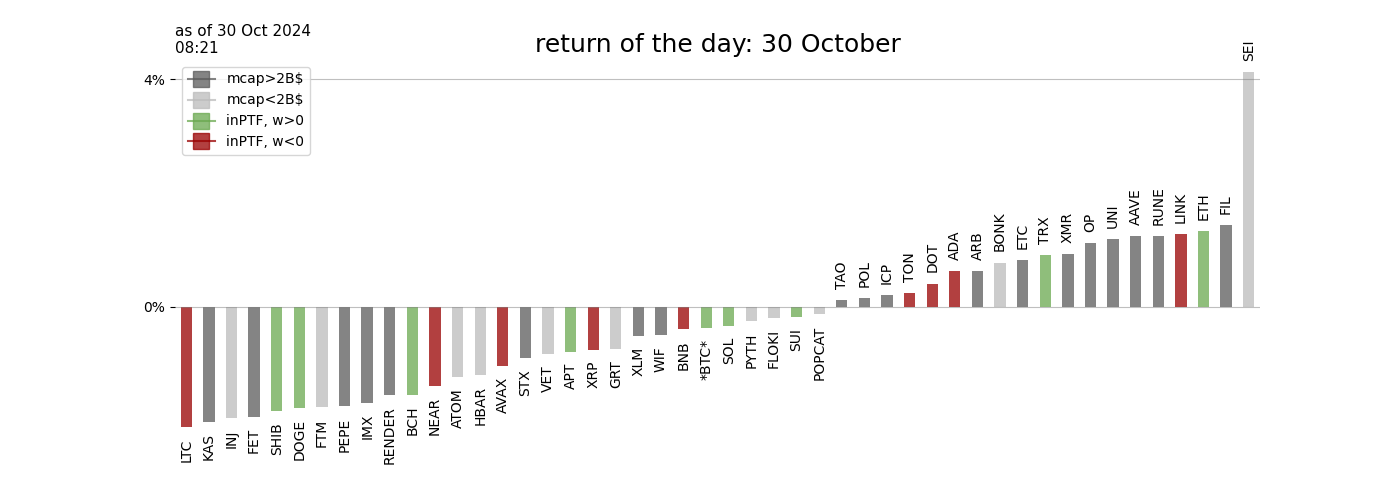 as of 30 Oct 2024
08:21
return of the day: 30 October
4%
0%
mcap>2B$
mcap<2B$
inPTF, w>0
inPTF, w<0
LTC
KAS
INJ
FET
SHIB
DOGE
FTM
PEPE
IMX
RENDER
BCH
NEAR
ATOM
HBAR
AVAX
STX
VET
APT
XRP
GRT
XLM
WIF
BNB
*BTC*
SOL
PYTH
FLOKI
SUI
POPCAT
TAO
POL
ICP
TON
DOT
ADA
ARB
BONK
ETC
TRX
XMR
OP
UNI
AAVE
RUNE
LINK
ETH
FIL
SEI